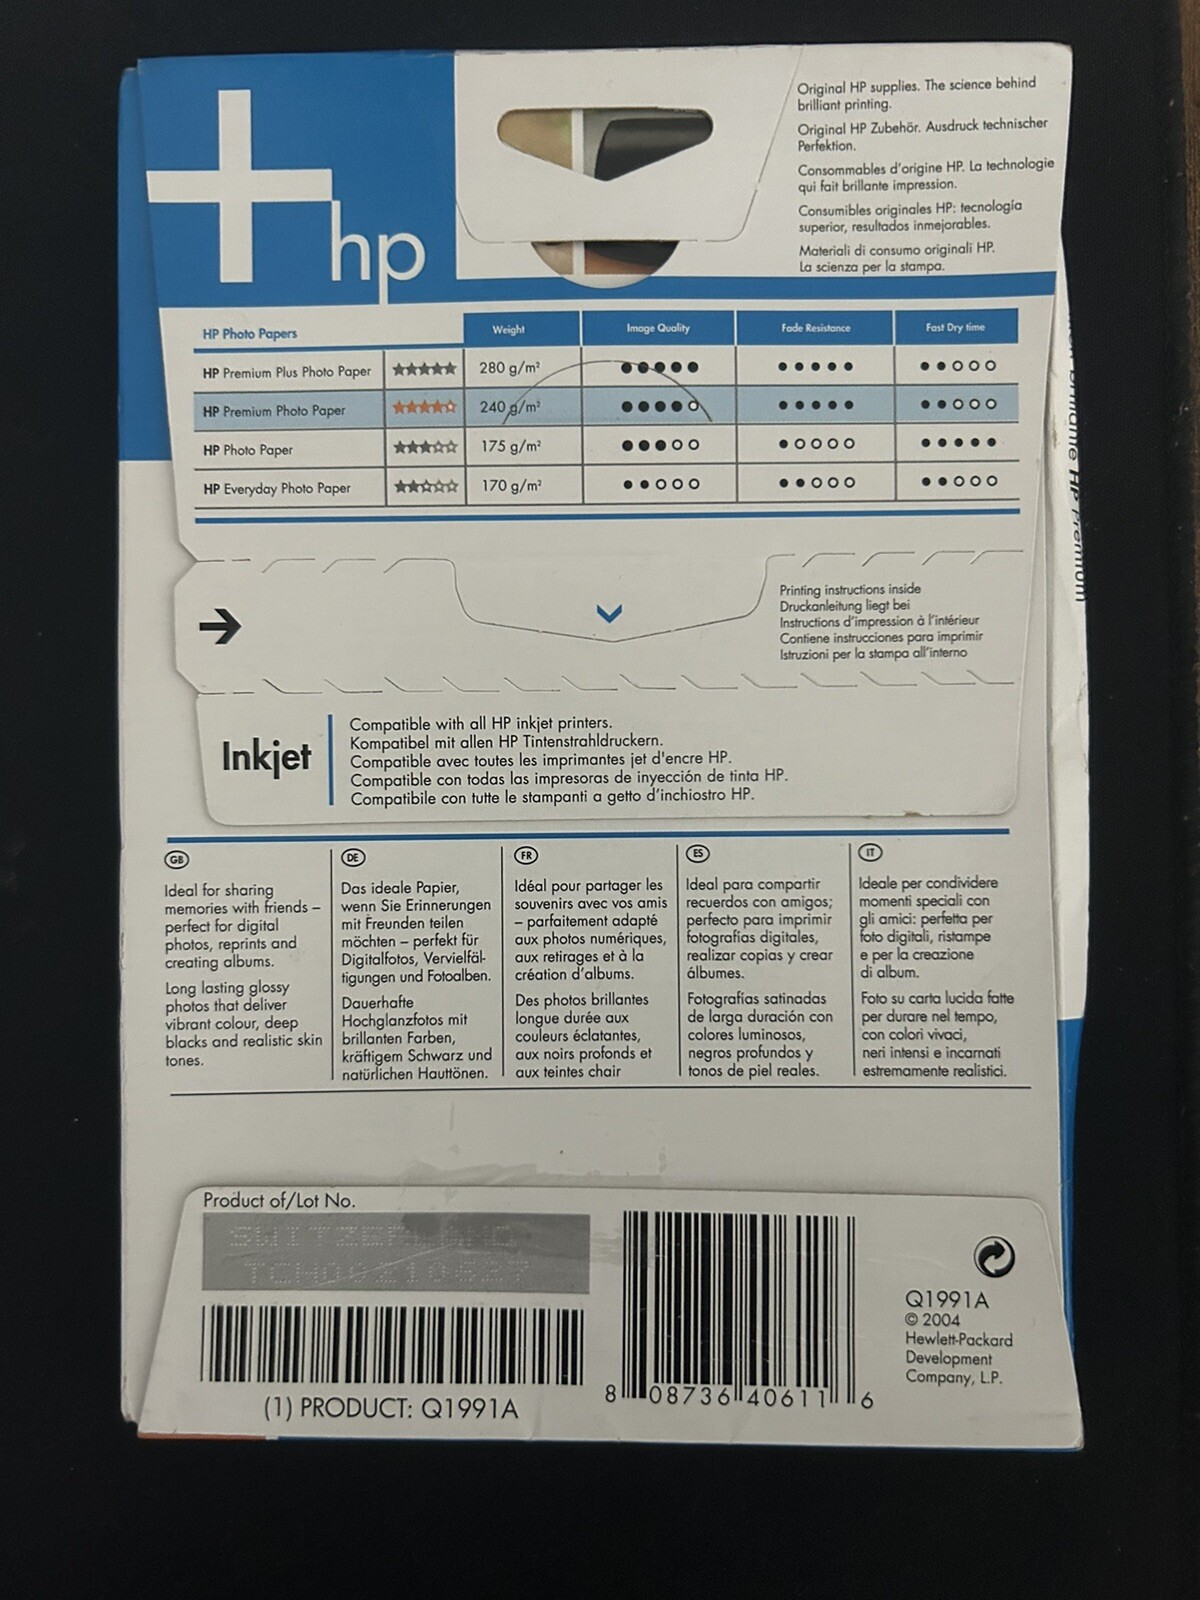 hp
Original HP supplies. The science behind
brilliant printing.
Original HP Zubehör. Ausdruck technischer
Perfektion.
Consommables d'origine HP. La technologie
qui fait brillante impression.
Consumibles originales HP: tecnología
superior, resultados inmejorables.
Materiali di consumo originali HP.
La scienza per la stampa.
HP Photo Papers Weight Image Quality Fade Resistance Fast Dry time
HP Premium Plus Photo Paper ★★★★★ 280 g/m² ●●●●● ●●●●● ●●○○○
HP Premium Photo Paper ★★★★☆ 240 g/m² ●●●●○ ●●●●● ●●○○○
HP Photo Paper ★★★☆☆ 175 g/m² ●●●○○ ●○○○○ ●●●●●
HP Everyday Photo Paper ★★☆☆☆ 170 g/m² ●●○○○ ●●○○○ ●●○○○
Printing instructions inside
Druckanleitung liegt bei
Instructions d'impression à l'intérieur
Contiene instrucciones para imprimir
Istruzioni per la stampa all'interno
Inkjet
Compatible with all HP inkjet printers.
Kompatibel mit allen HP Tintenstrahldruckern.
Compatible avec toutes les imprimantes jet d'encre HP.
Compatible con todas las impresoras de inyección de tinta HP.
Compatibile con tutte le stampanti a getto d'inchiostro HP.
GB
Ideal for sharing
memories with friends –
perfect for digital
photos, reprints and
creating albums.
Long lasting glossy
photos that deliver
vibrant colour, deep
blacks and realistic skin
tones.
DE
Das ideale Papier,
wenn Sie Erinnerungen
mit Freunden teilen
möchten – perfekt für
Digitalfotos, Vervielfäl-
tigungen und Fotoalben.
Dauerhafte
Hochglanzfotos mit
brillanten Farben,
kräftigem Schwarz und
natürlichen Hauttönen.
FR
Idéal pour partager les
souvenirs avec vos amis
– parfaitement adapté
aux photos numériques,
aux retirages et à la
création d'albums.
Des photos brillantes
longue durée aux
couleurs éclatantes,
aux noirs profonds et
aux teintes chair
ES
Ideal para compartir
recuerdos con amigos;
perfecto para imprimir
fotografías digitales,
realizar copias y crear
álbumes.
Fotografías satinadas
de larga duración con
colores luminosos,
negros profundos y
tonos de piel reales.
IT
Ideale per condividere
momenti speciali con
gli amici: perfetta per
foto digitali, ristampe
e per la creazione
di album.
Foto su carta lucida fatte
per durare nel tempo,
con colori vivaci,
neri intensi e incarnati
estremamente realistici.
brillante HP Premium
Product of/Lot No.
SWITZERLAND
(1) PRODUCT: Q1991A
8 08736 40611 6
Q1991A
© 2004
Hewlett-Packard
Development
Company, L.P.